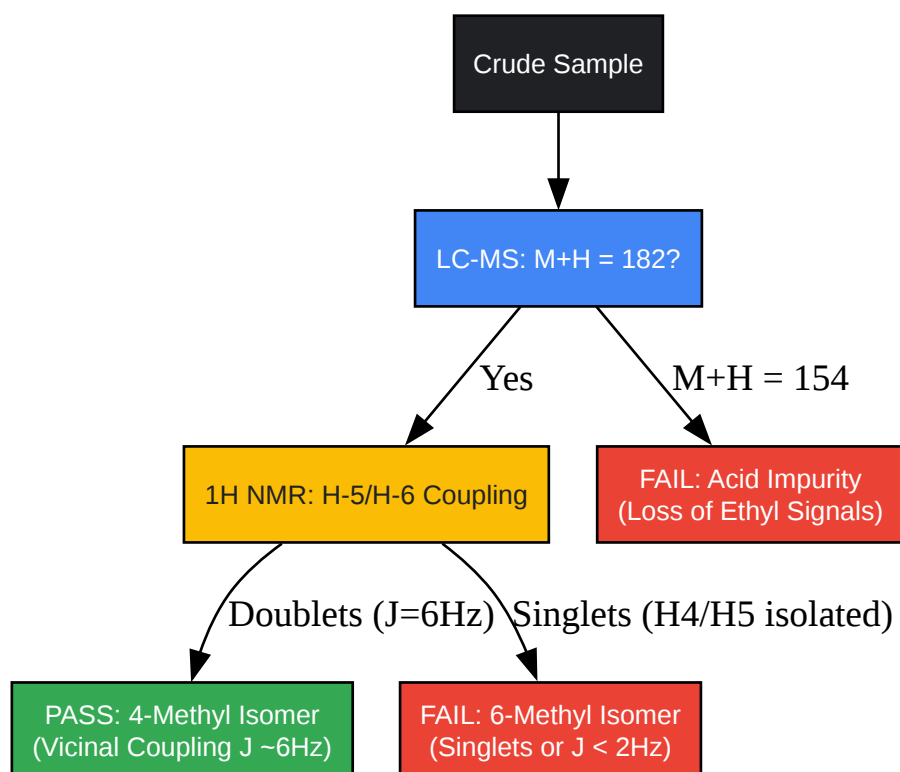 Crude Sample
LC-MS: M+H = 182?
Yes
M+H = 154
1H NMR: H-5/H-6 Coupling
FAIL: Acid Impurity
(Loss of Ethyl Signals)
Doublets (J=6Hz)
Singlets (H4/H5 isolated)
PASS: 4-Methyl Isomer
(Vicinal Coupling J ~6Hz)
FAIL: 6-Methyl Isomer
(Singlets or J < 2Hz)